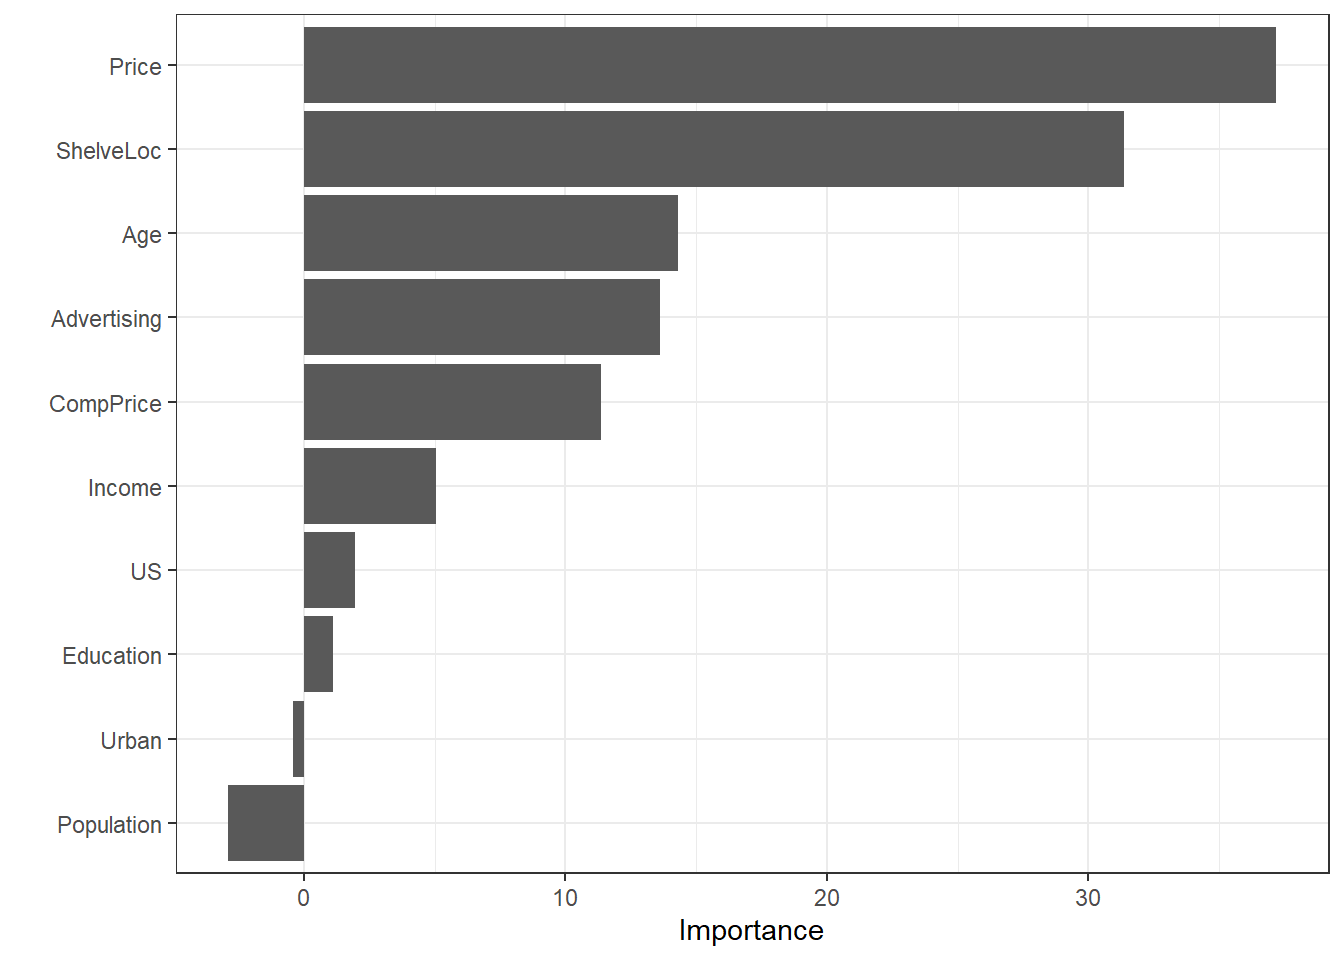 Price
ShelveLoc
Age
Advertising
CompPrice
Income
US
Education
Urban
Population
0 10 20 30
Importance